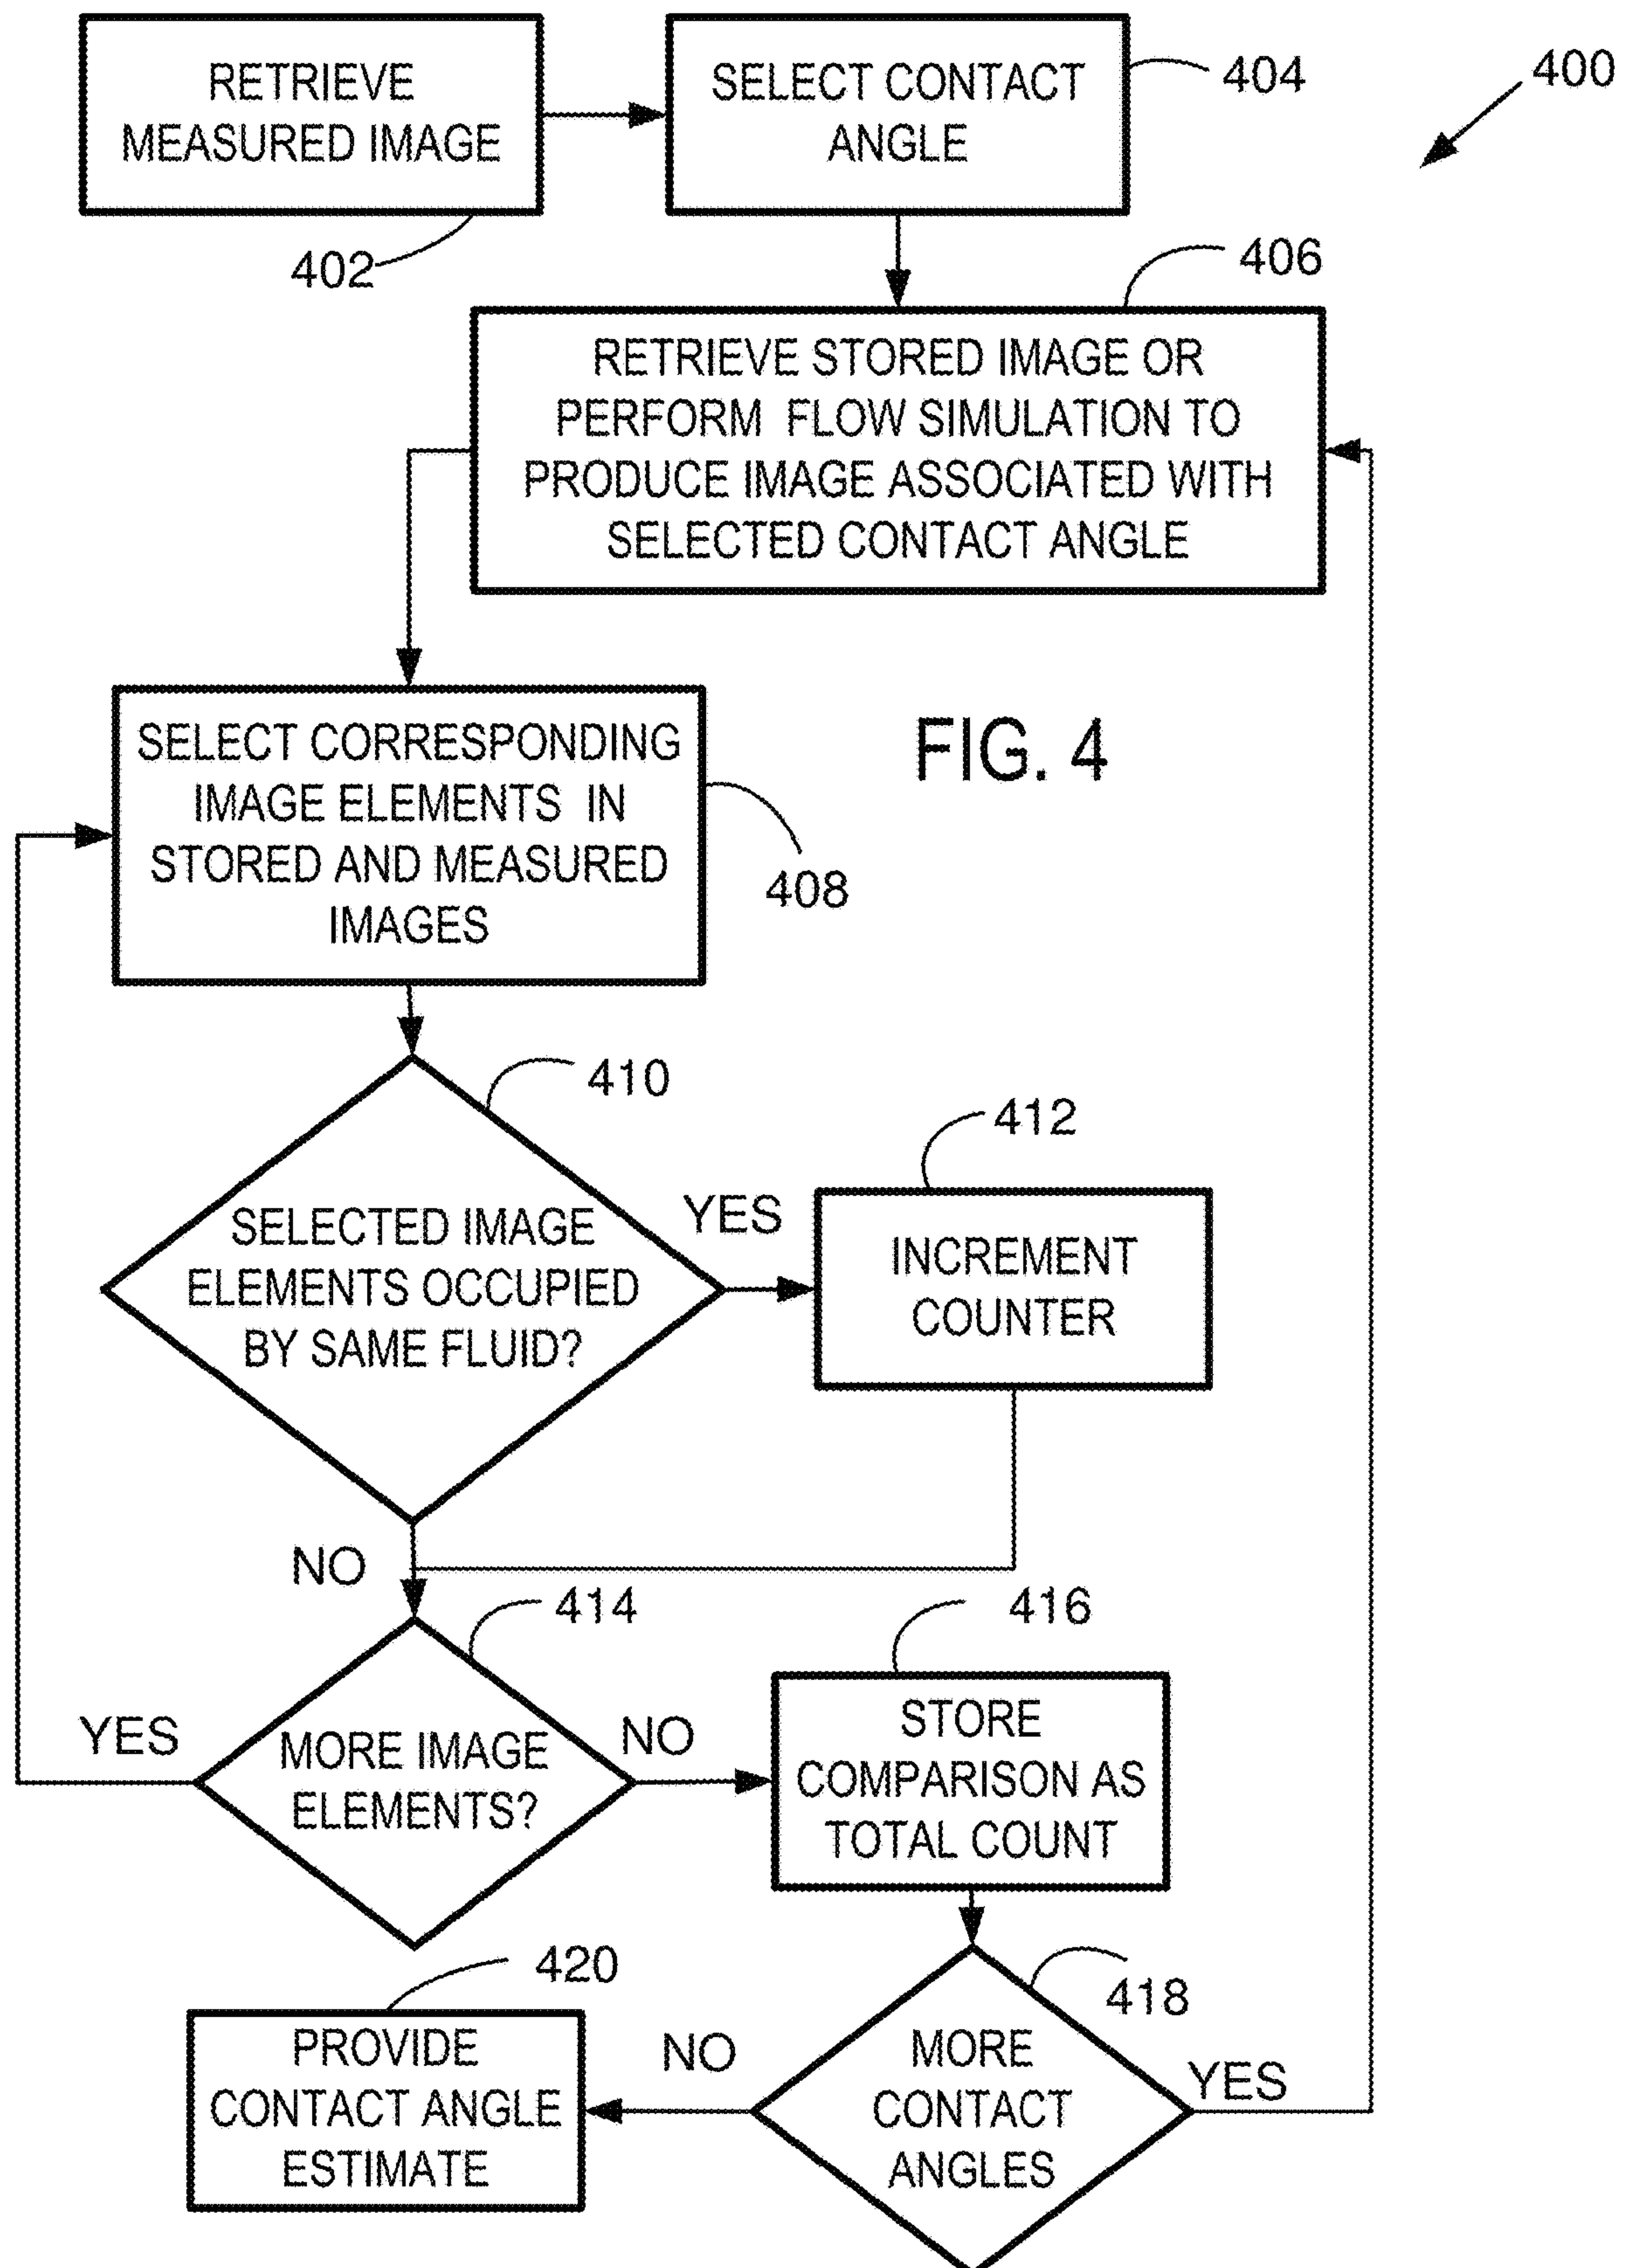 RETRIEVE
MEASURED IMAGE
402
SELECT CONTACT
ANGLE
404
400
406
RETRIEVE STORED IMAGE OR
PERFORM FLOW SIMULATION TO
PRODUCE IMAGE ASSOCIATED WITH
SELECTED CONTACT ANGLE
FIG. 4
SELECT CORRESPONDING
IMAGE ELEMENTS IN
STORED AND MEASURED
IMAGES
408
410
SELECTED IMAGE
ELEMENTS OCCUPIED
BY SAME FLUID?
YES
412
INCREMENT
COUNTER
NO
414
MORE IMAGE
ELEMENTS?
YES
NO
416
STORE
COMPARISON AS
TOTAL COUNT
418
MORE
CONTACT
ANGLES
YES
NO
420
PROVIDE
CONTACT ANGLE
ESTIMATE